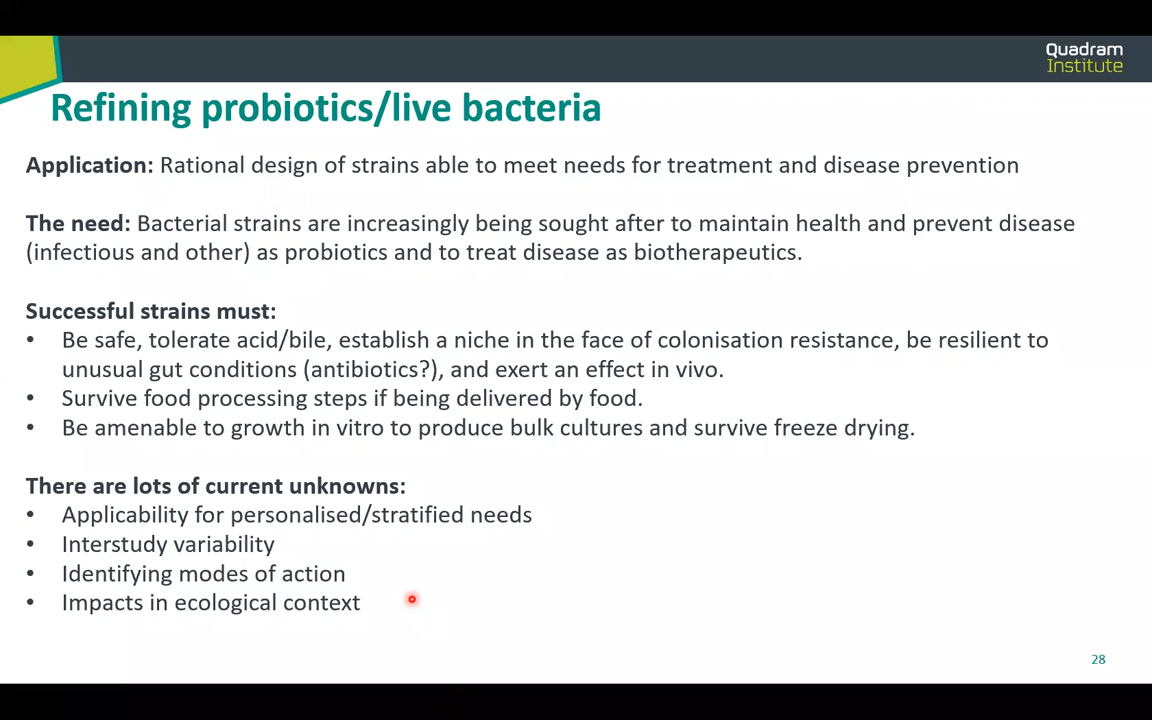 Quadram
Institute
Refining probiotics/live bacteria
Application: Rational design of strains able to meet needs for treatment and disease prevention
The need: Bacterial strains are increasingly being sought after to maintain health and prevent disease
(infectious and other) as probiotics and to treat disease as biotherapeutics.
Successful strains must:
• Be safe, tolerate acid/bile, establish a niche in the face of colonisation resistance, be resilient to
unusual gut conditions (antibiotics?), and exert an effect in vivo.
• Survive food processing steps if being delivered by food.
• Be amenable to growth in vitro to produce bulk cultures and survive freeze drying.
There are lots of current unknowns:
• Applicability for personalised/stratified needs
• Interstudy variability
• Identifying modes of action
• Impacts in ecological context
28